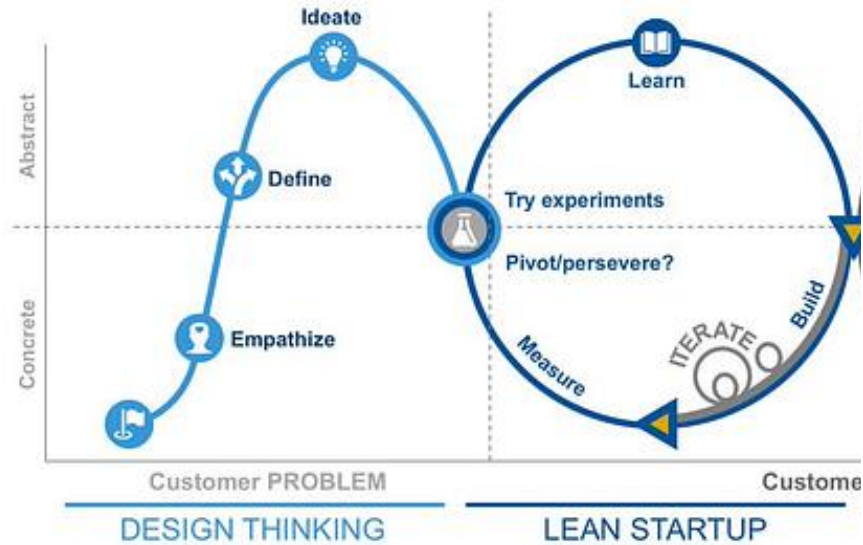 Ideate
Learn
Abstract
Define
Try experiments
Pivot/persevere?
Concrete
Empathize
Measure
ITERATE
Build
Customer PROBLEM
Custome
DESIGN THINKING
LEAN STARTUP